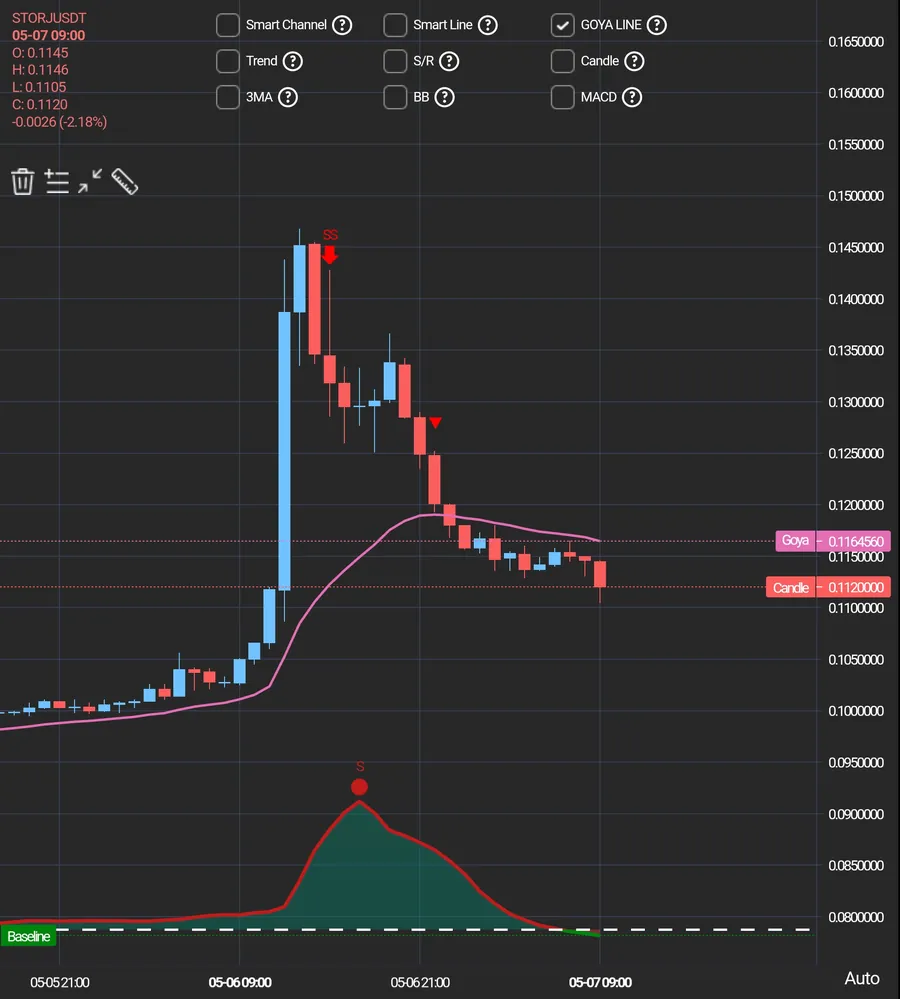 STORJUSDT
05-07 09:00
O: 0.1145
H: 0.1146
L: 0.1105
C: 0.1120
-0.0026 (-2.18%)
Smart Channel ? Smart Line ? GOYA LINE ?
Trend ? S/R ? Candle ?
3MA ? BB ? MACD ?
0.1650000
0.1600000
0.1550000
0.1500000
SS
0.1450000
0.1400000
0.1350000
0.1300000
0.1250000
0.1200000
Goya 0.1164560
0.1150000
Candle 0.1120000
0.1100000
0.1050000
0.1000000
0.0950000
S
0.0900000
0.0850000
0.0800000
Baseline
05-05 21:00 05-06 09:00 05-06 21:00 05-07 09:00 Auto